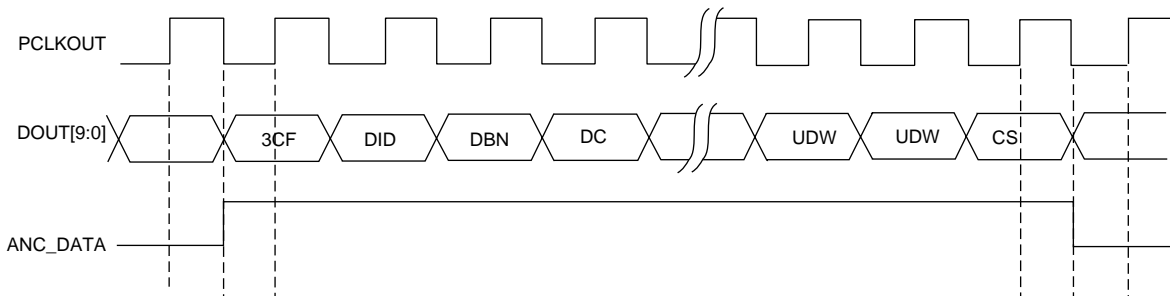 PCLKOUT
DOUT[9:0]
3CF DID DBN DC UDW UDW CS
ANC_DATA